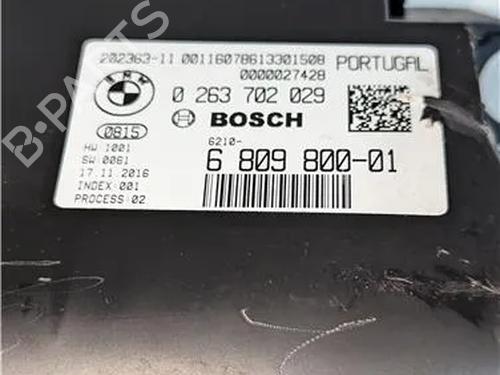 202363-11 00116078613301508 PORTUGAL
0000027428
BMW
0 263 702 029
BOSCH
0815
6210-
6 809 800-01
HW 1001
SW 0061
17.11.2016
INDEX:001
PROCESS:02
B-PARTS